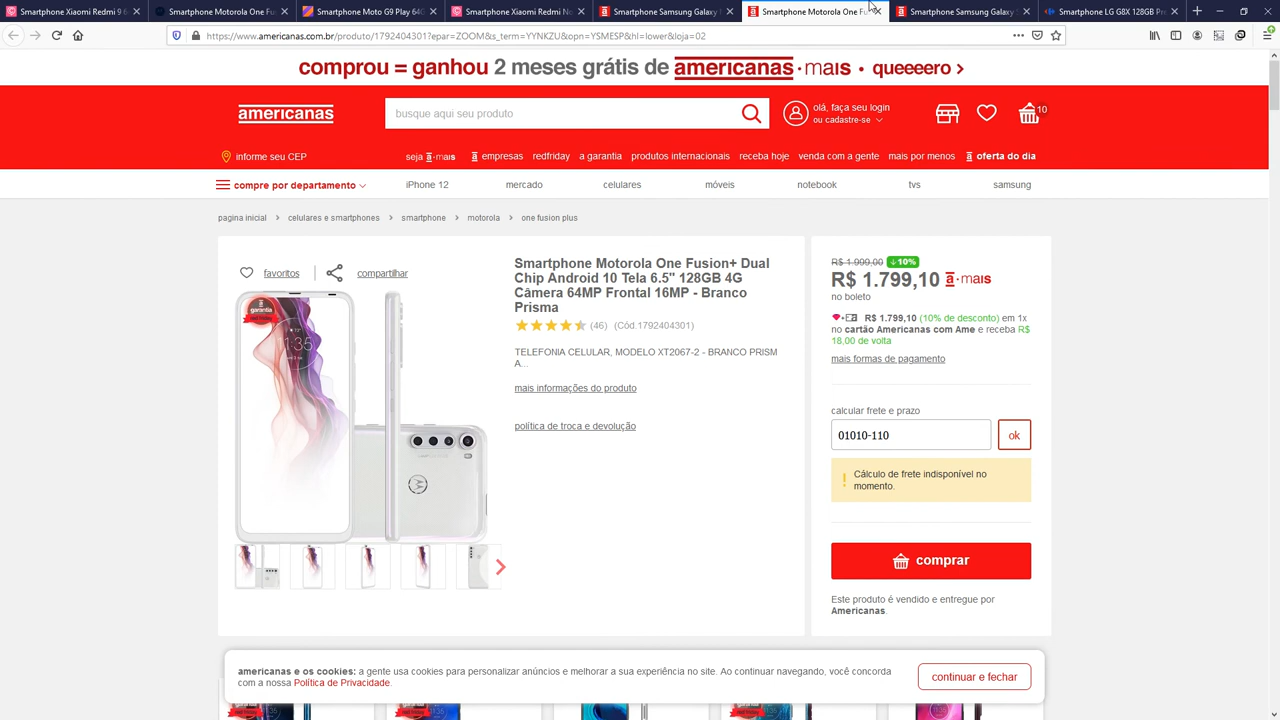 Smartphone Xiaomi Redmi 9 6
Smartphone Motorola One Fu
Smartphone Moto G9 Play 64G
Smartphone Xiaomi Redmi No
Smartphone Samsung Galaxy
Smartphone Motorola One Fu
Smartphone Samsung Galaxy
Smartphone LG G8X 128GB Pr
https://www.americanas.com.br/produto/1792404301?epar=ZOOM&s_term=YYNKZU&opn=YSMESP&hl=lower&loja=02
comprou = ganhou 2 meses grátis de americanas•mais • queeeero >
americanas
busque aqui seu produto
olá, faça seu login
ou cadastre-se
10
informe seu CEP
seja a•mais
a empresas
redfriday
a garantia
produtos internacionais
receba hoje
venda com a gente
mais por menos
a oferta do dia
compre por departamento
iPhone 12
mercado
celulares
móveis
notebook
tvs
samsung
pagina inicial > celulares e smartphones > smartphone > motorola > one fusion plus
favoritos
compartilhar
garantia
11:35
Smartphone Motorola One Fusion+ Dual
Chip Android 10 Tela 6.5" 128GB 4G
Câmera 64MP Frontal 16MP - Branco
Prisma
(46) (Cód.1792404301)
TELEFONIA CELULAR, MODELO XT2067-2 - BRANCO PRISM
A...
mais informações do produto
política de troca e devolução
R$ 1.999,00 10%
R$ 1.799,10 a•mais
no boleto
R$ 1.799,10 (10% de desconto) em 1x
no cartão Americanas com Ame e receba R$
18,00 de volta
mais formas de pagamento
calcular frete e prazo
01010-110
ok
Cálculo de frete indisponível no
momento.
comprar
Este produto é vendido e entregue por
Americanas.
americanas e os cookies: a gente usa cookies para personalizar anúncios e melhorar a sua experiência no site. Ao continuar navegando, você concorda
com a nossa Política de Privacidade.
continuar e fechar